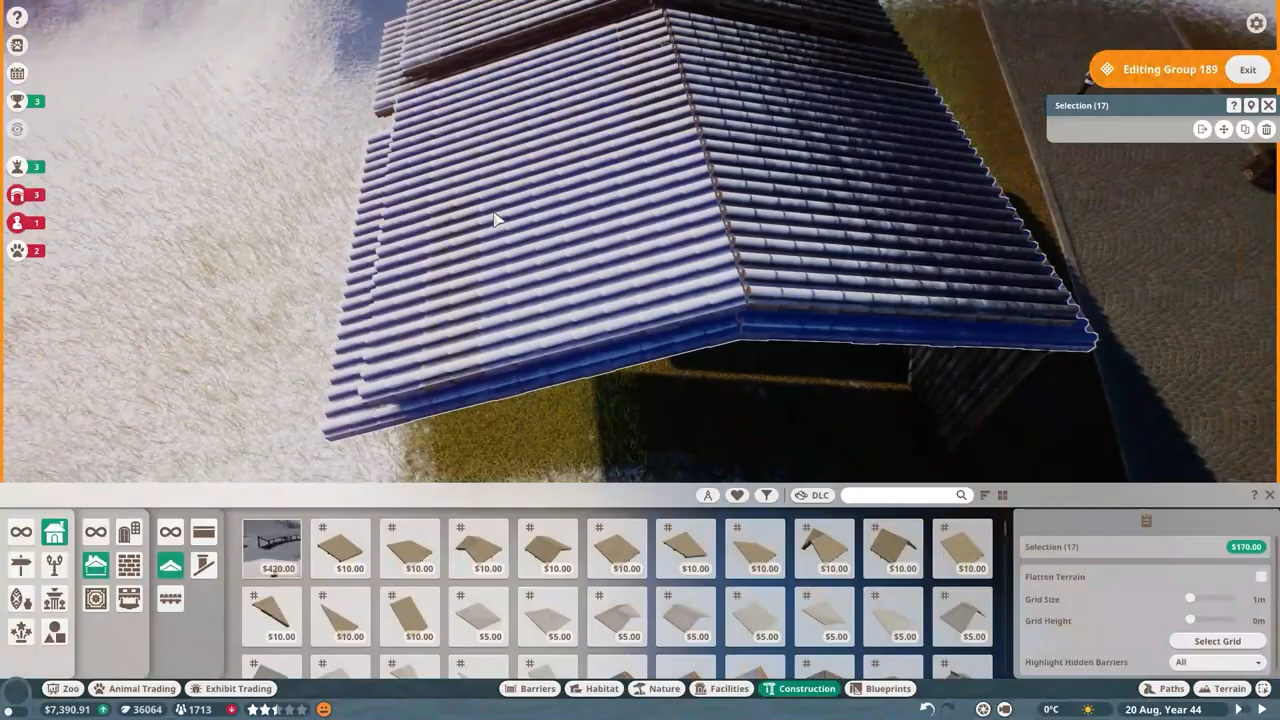 ?
Editing Group 189
Exit
Selection (17)
?
3
3
3
1
2
DLC
?
$420.00
$10.00
$10.00
$10.00
$10.00
$10.00
$10.00
$10.00
$10.00
$10.00
$10.00
$10.00
$10.00
$10.00
$5.00
$5.00
$5.00
$5.00
$5.00
$5.00
$5.00
$5.00
Selection (17)
$170.00
Flatten Terrain
Grid Size
1m
Grid Height
0m
Select Grid
Highlight Hidden Barriers
All
Zoo
Animal Trading
Exhibit Trading
Barriers
Habitat
Nature
Facilities
Construction
Blueprints
Paths
Terrain
$7,390.91
36064
1713
0°C
20 Aug, Year 44